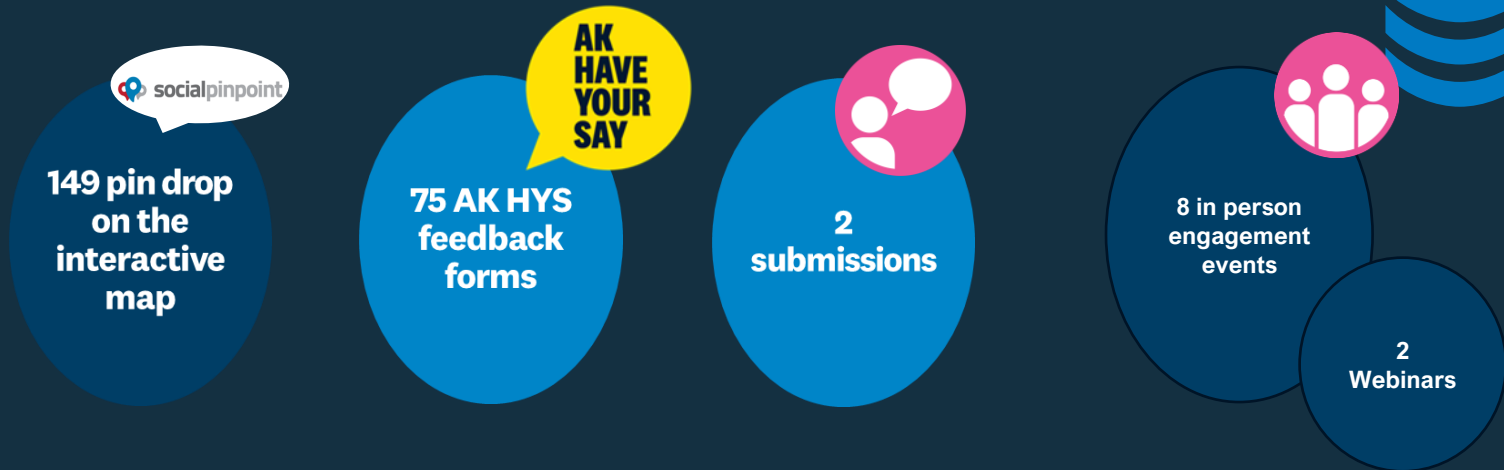 socialpinpoint
149 pin drop
on the
interactive
map
AK
HAVE
YOUR
SAY
75 AK HYS
feedback
forms
2
submissions
8 in person
engagement
events
2
Webinars